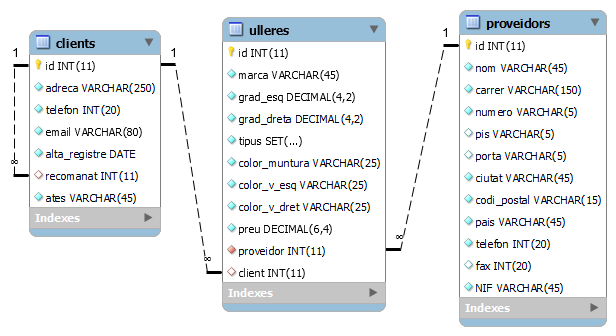 clients
id INT(11)
adreca VARCHAR(250)
telefon INT(20)
email VARCHAR(80)
alta_registre DATE
recomanat INT(11)
ates VARCHAR(45)
Indexes
1
∞
1
∞
ulleres
id INT(11)
marca VARCHAR(45)
grad_esq DECIMAL(4,2)
grad_dreta DECIMAL(4,2)
tipus SET(...)
color_muntura VARCHAR(25)
color_v_esq VARCHAR(25)
color_v_dret VARCHAR(25)
preu DECIMAL(6,4)
proveidor INT(11)
client INT(11)
Indexes
1
∞
proveidors
id INT(11)
nom VARCHAR(45)
carrer VARCHAR(150)
numero VARCHAR(5)
pis VARCHAR(5)
porta VARCHAR(5)
ciutat VARCHAR(45)
codi_postal VARCHAR(15)
pais VARCHAR(45)
telefon INT(20)
fax INT(20)
NIF VARCHAR(45)
Indexes